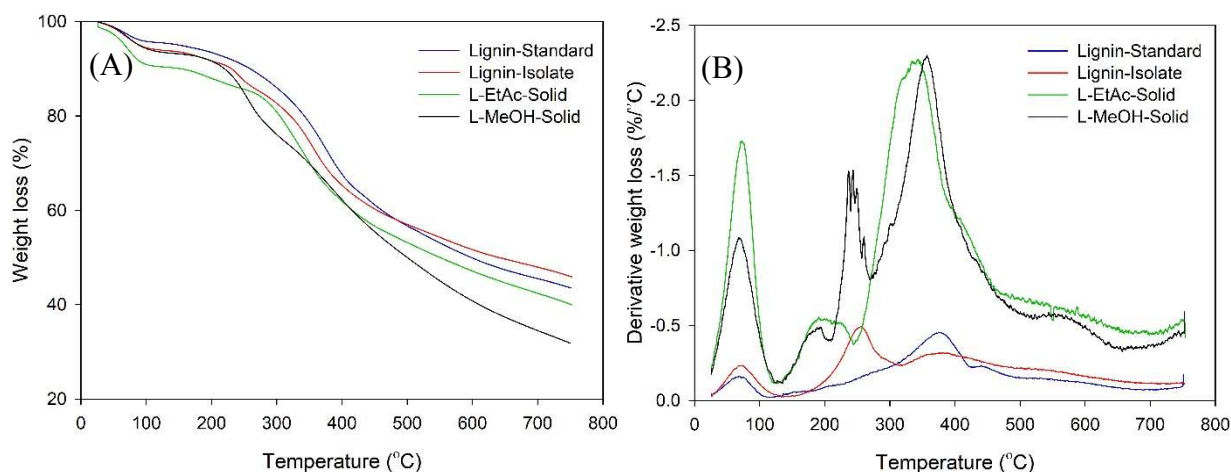 (A)
Lignin-Standard
Lignin-Isolate
L-EtAc-Solid
L-MeOH-Solid
Weight loss (%)
100
80
60
40
20
0 100 200 300 400 500 600 700 800
Temperature (°C)
(B)
Lignin-Standard
Lignin-Isolate
L-EtAc-Solid
L-MeOH-Solid
Derivative weight loss (%/°C)
-2.5
-2.0
-1.5
-1.0
-0.5
0.0
0 100 200 300 400 500 600 700 800
Temperature (°C)